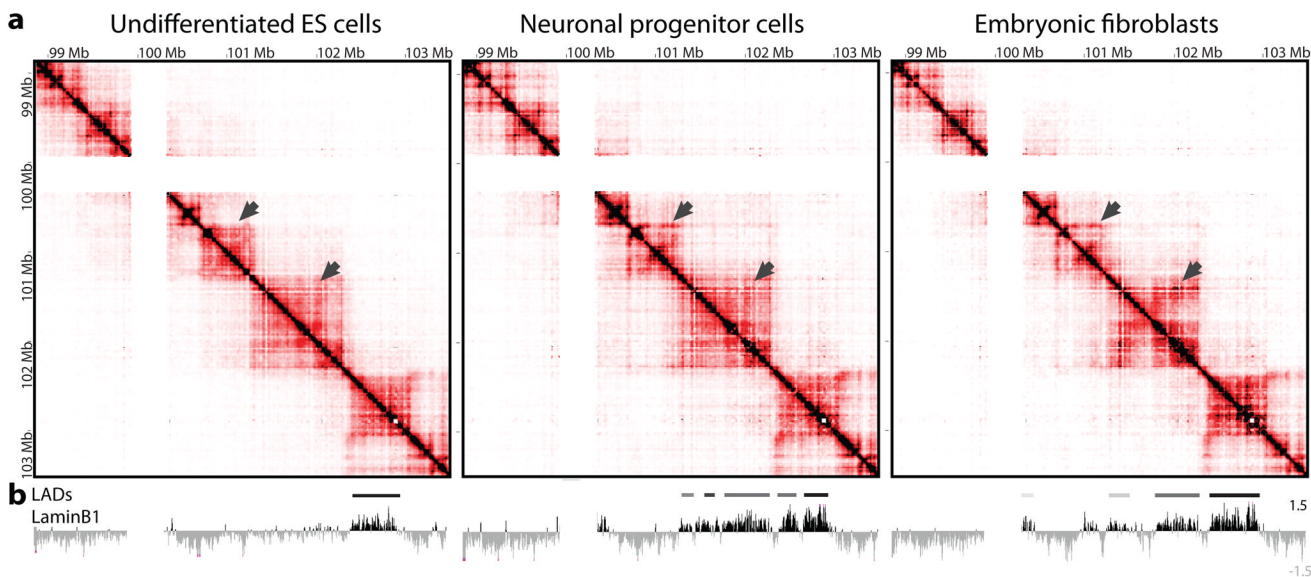 a
Undifferentiated ES cells
Neuronal progenitor cells
Embryonic fibroblasts
99 Mb 100 Mb 101 Mb 102 Mb 103 Mb
99 Mb 100 Mb 101 Mb 102 Mb 103 Mb
99 Mb 100 Mb 101 Mb 102 Mb 103 Mb
99 Mb
100 Mb
101 Mb
102 Mb
103 Mb
b
LADs
LaminB1
1.5
-1.5